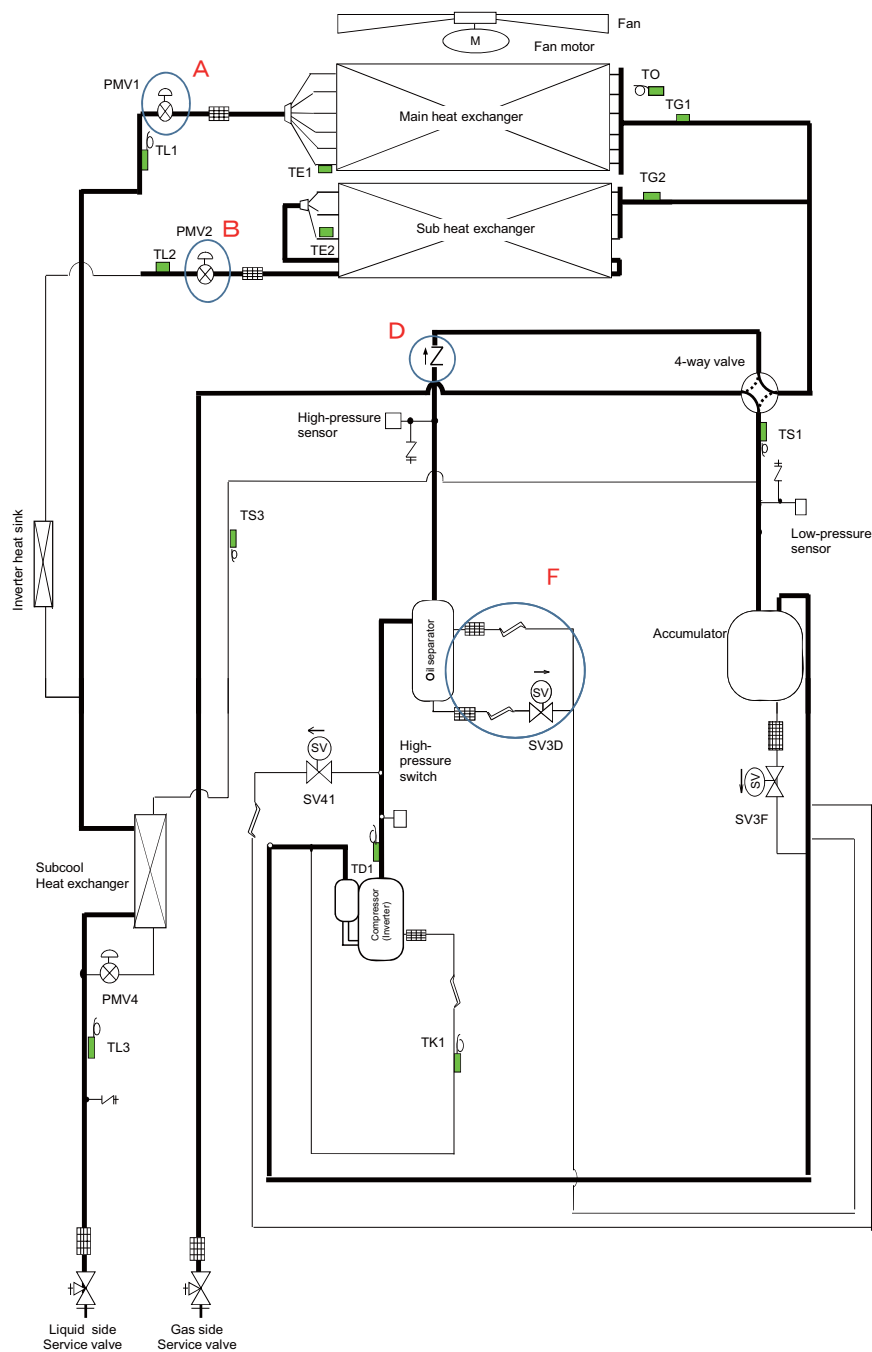 Fan
M
Fan motor
A
PMV1
TO
TG1
Main heat exchanger
TL1
TE1
TG2
B
PMV2
Sub heat exchanger
TL2
TE2
D
4-way valve
High-pressure
sensor
TS1
TS3
Low-pressure
sensor
Inverter heat sink
F
Oil separator
Accumulator
SV
SV3D
High-
pressure
switch
SV
SV41
SV
SV3F
TD1
Subcool
Heat exchanger
Compressor
(Inverter)
PMV4
TL3
TK1
Liquid side
Service valve
Gas side
Service valve